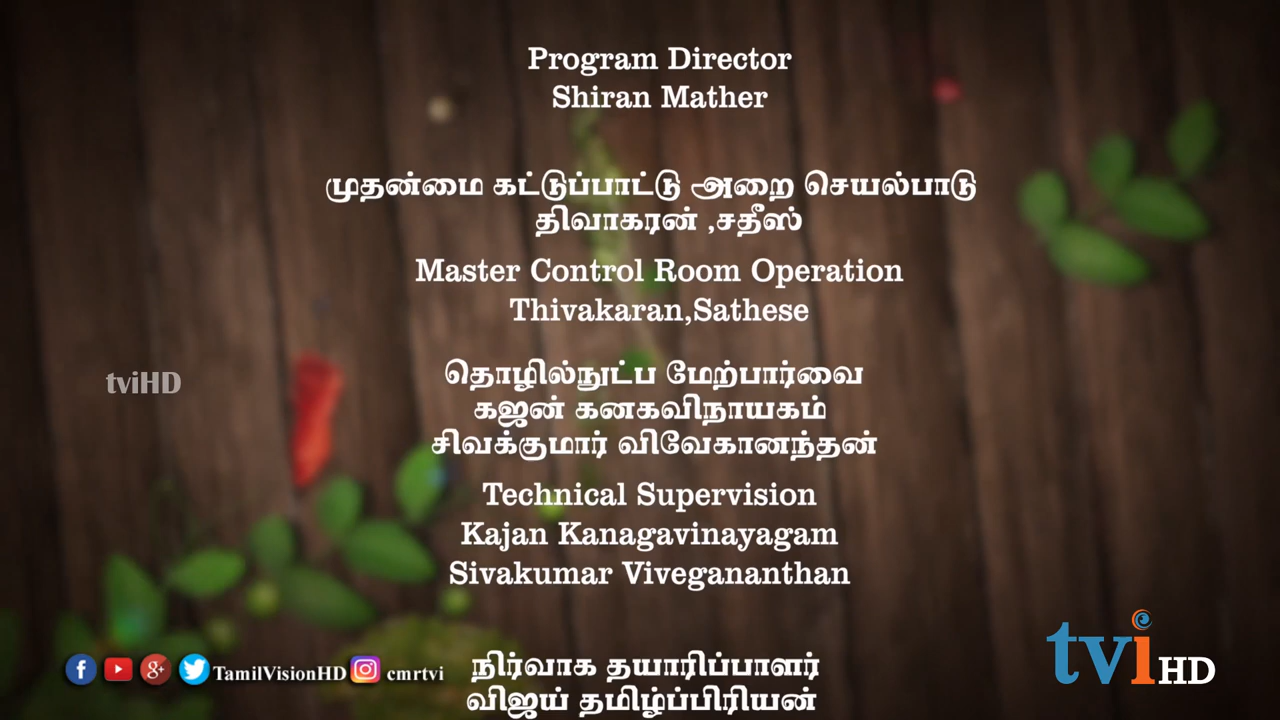 Program Director
Shiran Mather
முதன்மை கட்டுப்பாட்டு அறை செயல்பாடு
திவாகரன் ,சதீஸ்
Master Control Room Operation
Thivakaran,Sathese
தொழில்நுட்ப மேற்பார்வை
கஜன் கனகவிநாயகம்
சிவக்குமார் விவேகானந்தன்
tviHD
Technical Supervision
Kajan Kanagavinayagam
Sivakumar Vivegananthan
நிர்வாக தயாரிப்பாளர்
விஜய் தமிழ்ப்பிரியன்
TamilVisionHD cmrtvi
tvi HD